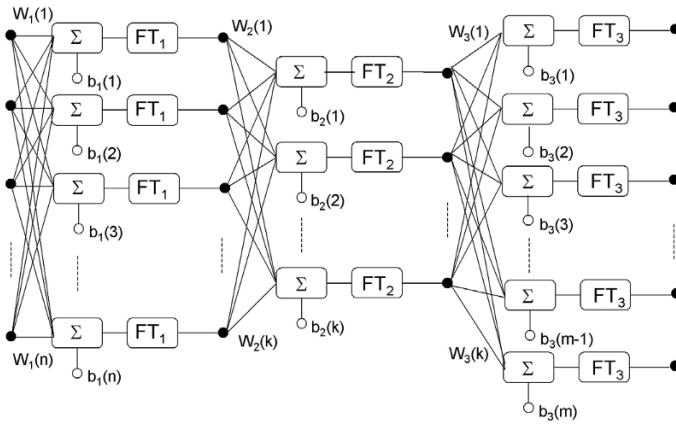 W₁(1)
Σ
FT₁
b₁(1)
Σ
FT₁
b₁(2)
Σ
FT₁
b₁(3)
Σ
FT₁
W₁(n)
b₁(n)
W₂(1)
Σ
FT₂
b₂(1)
Σ
FT₂
b₂(2)
Σ
FT₂
b₂(k)
W₂(k)
W₃(1)
Σ
FT₃
b₃(1)
Σ
FT₃
b₃(2)
Σ
FT₃
b₃(3)
Σ
FT₃
b₃(m-1)
W₃(k)
Σ
FT₃
b₃(m)